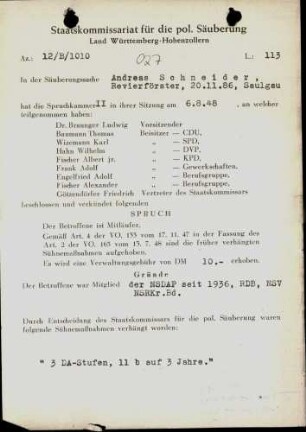 Staatskommissariat für die pol. Säuberung
Land Württemberg-Hohenzollern
Az: 12/B/1010
027
L.: 113
In der Säuberungssache Andreas Schneider,
Revierförster, 20.11.86, Saulgau
hat die Spruchkammer II in ihrer Sitzung am 6.8.48, an welcher
teilgenommen haben:
Dr. Ludwig Vorsitzender
Baumann Thomas Beisitzer — CDU,
Wizemann Karl „ — SPD,
Hahn Wilhelm „ — DVP,
Fischer Albert jr. „ — KPD,
Frank Adolf „ — Gewerkschaften,
Engelfried Adolf „ — Berufsgruppe,
Fischer Alexander „ — Berufsgruppe,
Friedrich Vertreter des Staatskommissars
beschlossen und verkündet folgenden
SPRUCH
Der Betroffene ist Mitläufer.
Gemäß Art. 4 der VO. 133 vom 17. 11. 47 in der Fassung des
Art. 2 der VO. 165 vom 13. 7. 48 sind die früher verhängten
Sühnemaßnahmen aufgehoben.
Es wird eine Verwaltungsgebühr von DM 10,- erhoben.
Gründe
Der Betroffene war Mitglied der NSDAP seit 1936, RDB, NSV
NSRKr.Bd.
Durch Entscheidung des Staatskommissars für die pol. Säuberung waren
folgende Sühnemaßnahmen verhängt worden:
" 3 DA-Stufen, 11 b auf 3 Jahre."